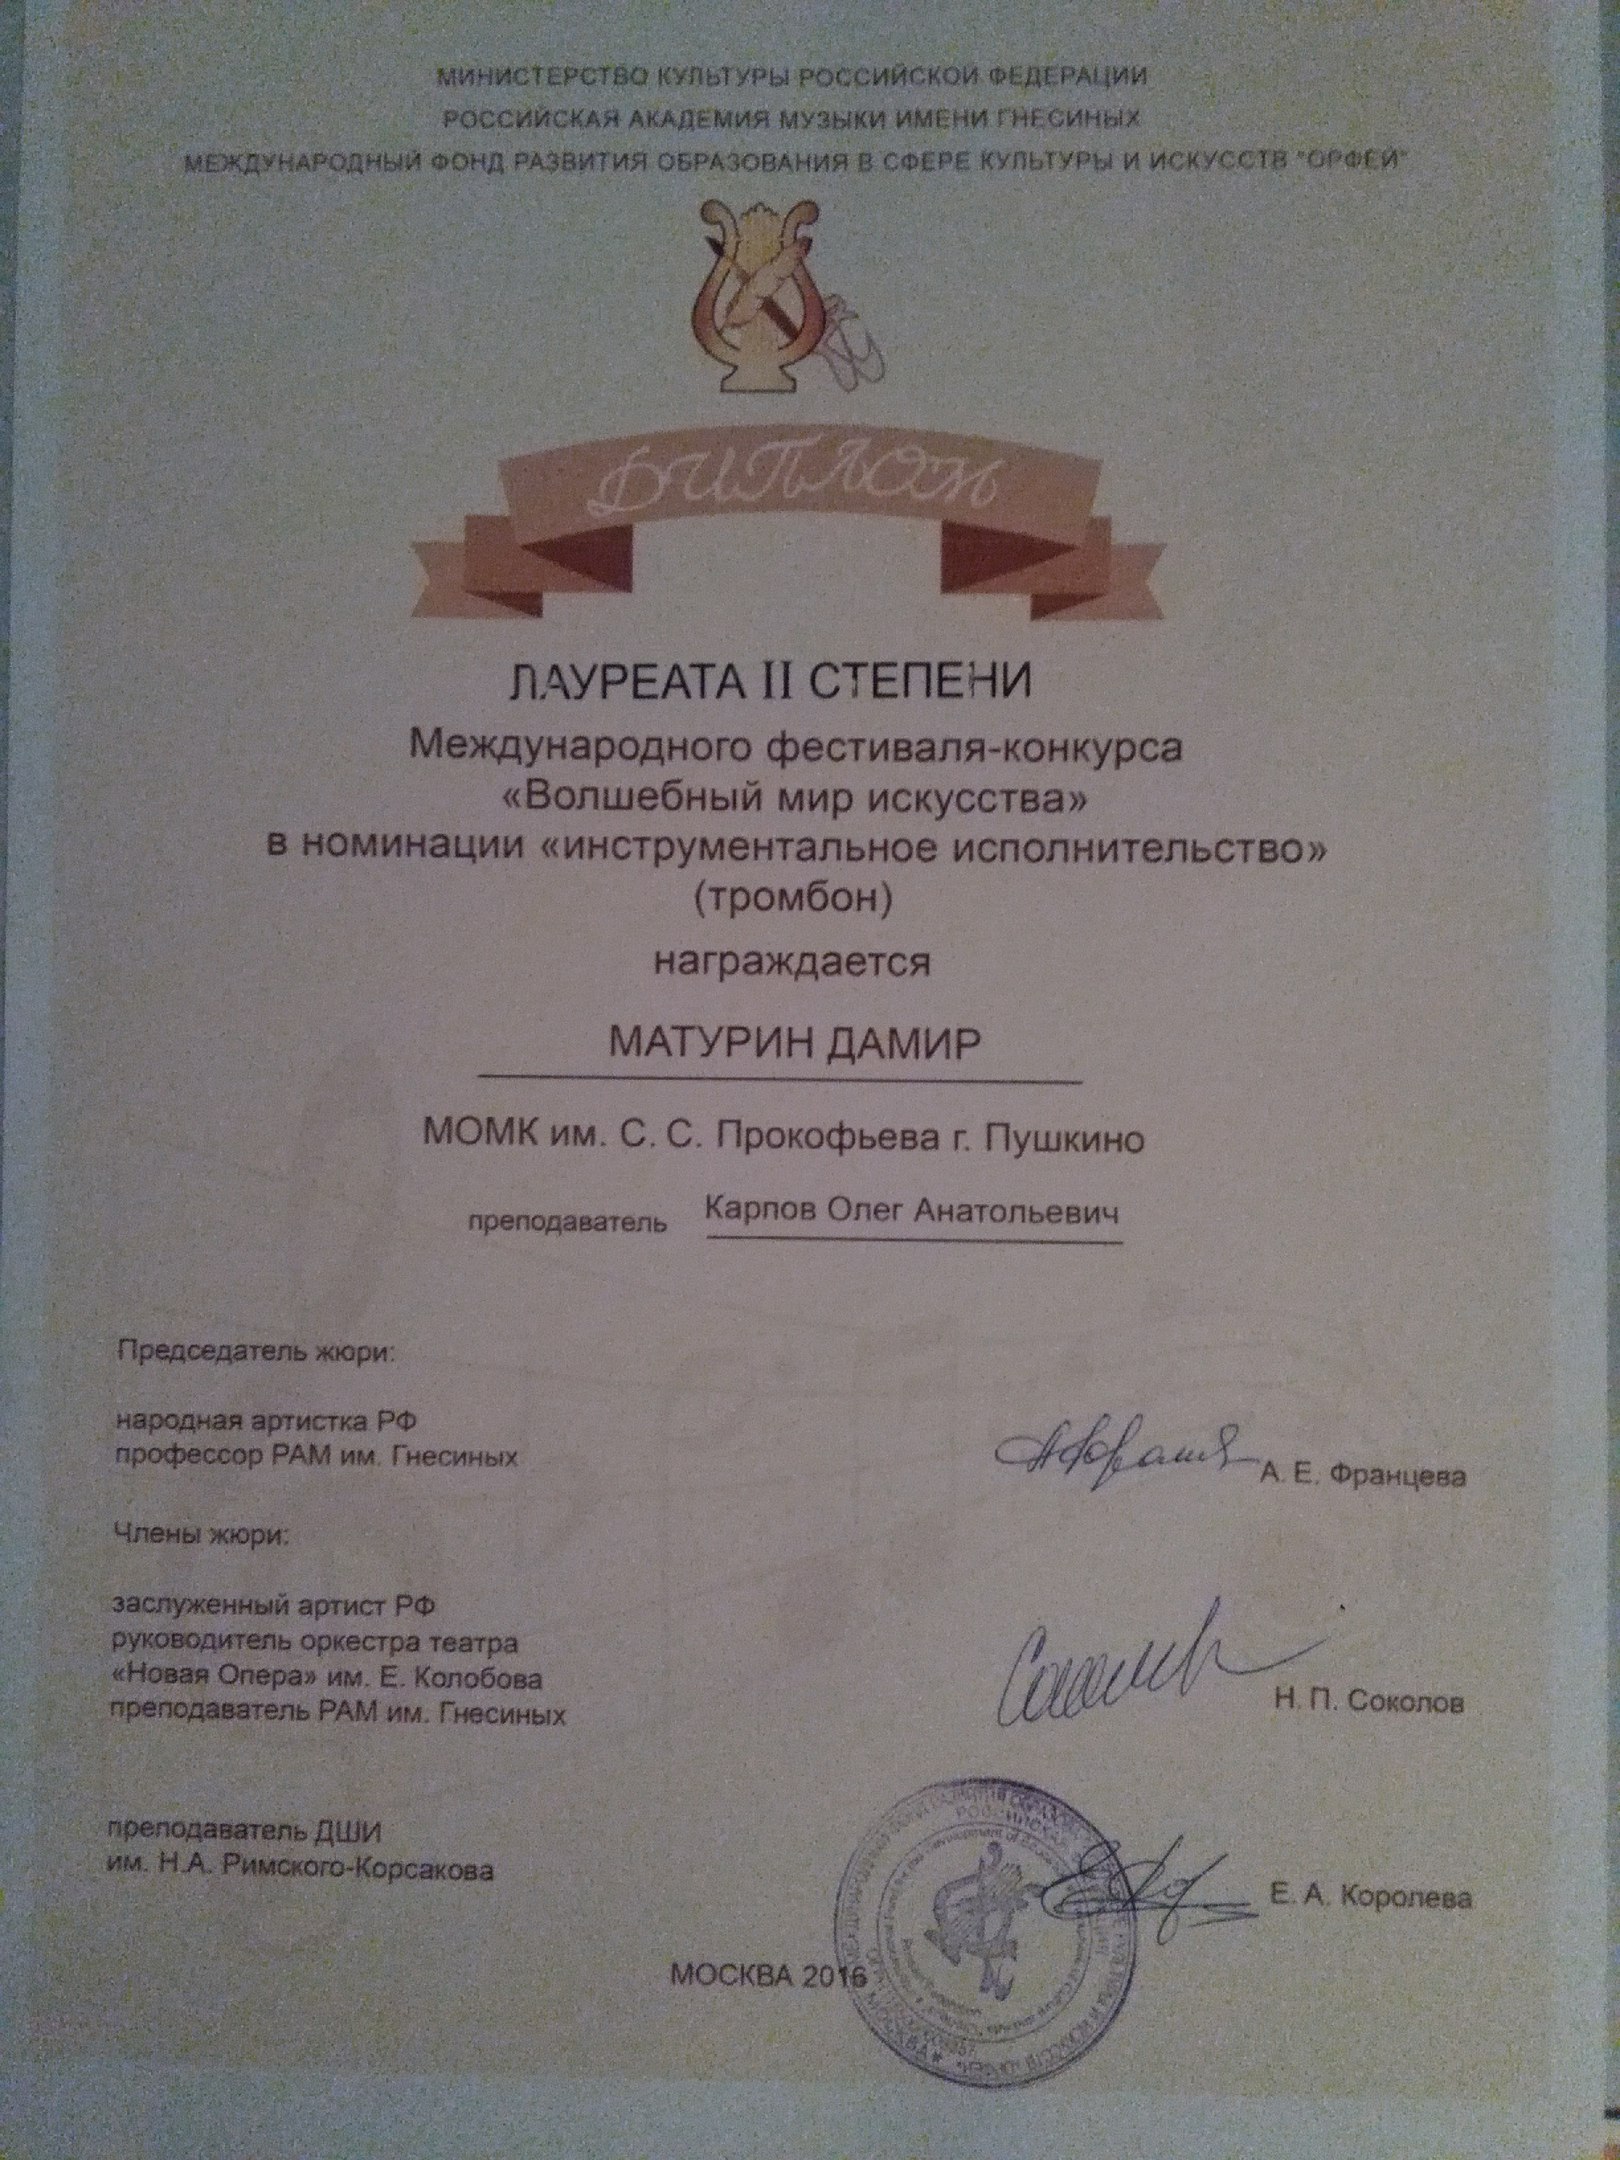 МИНИСТЕРСТВО КУЛЬТУРЫ РОССИЙСКОЙ ФЕДЕРАЦИИ
РОССИЙСКАЯ АКАДЕМИЯ МУЗЫКИ ИМЕНИ ГНЕСИНЫХ
МЕЖДУНАРОДНЫЙ ФОНД РАЗВИТИЯ ОБРАЗОВАНИЯ В СФЕРЕ КУЛЬТУРЫ И ИСКУССТВ "ОРФЕЙ"
ДИПЛОМ
ЛАУРЕАТА II СТЕПЕНИ
Международного фестиваля-конкурса
«Волшебный мир искусства»
в номинации «инструментальное исполнительство»
(тромбон)
награждается
МАТУРИН ДАМИР
МОМК им. С. С. Прокофьева г. Пушкино
преподаватель Карпов Олег Анатольевич
Председатель жюри:
народная артистка РФ
профессор РАМ им. Гнесиных
А. Е. Францева
Члены жюри:
заслуженный артист РФ
руководитель оркестра театра
«Новая Опера» им. Е. Колобова
преподаватель РАМ им. Гнесиных
Н. П. Соколов
преподаватель ДШИ
им. Н.А. Римского-Корсакова
Е. А. Королева
МОСКВА 2016